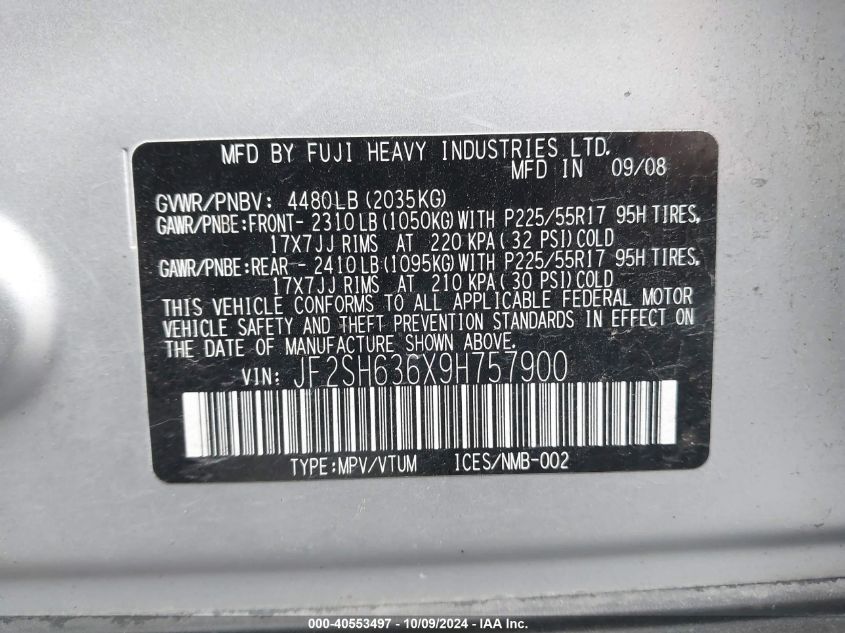 MFD BY FUJI HEAVY INDUSTRIES LTD.
MFD IN 09/08
GVWR/PNBV: 4480LB (2035KG)
GAWR/PNBE:FRONT- 2310LB (1050KG) WITH P225/55R17 95H TIRES,
17X7JJ RIMS AT 220 KPA ( 32 PSI) COLD
GAWR/PNBE:REAR - 2410LB (1095KG) WITH P225/55R17 95H TIRES,
17X7JJ RIMS AT 210 KPA ( 30 PSI) COLD
THIS VEHICLE CONFORMS TO ALL APPLICABLE FEDERAL MOTOR
VEHICLE SAFETY AND THEFT PREVENTION STANDARDS IN EFFECT ON
THE DATE OF MANUFACTURE SHOWN ABOVE.
VIN: JF2SH636X9H757900
TYPE:MPV/VTUM ICES/NMB-002
000-40553497 - 10/09/2024 - IAA Inc.